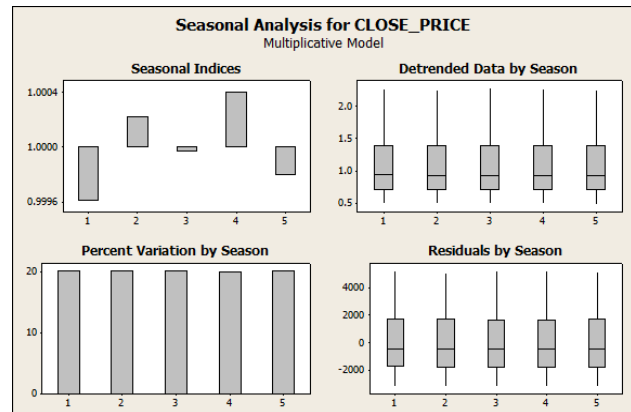 Seasonal Analysis for CLOSE_PRICE
Multiplicative Model
Seasonal Indices
1.0004
1.0000
0.9996
1 2 3 4 5
Detrended Data by Season
2.0
1.5
1.0
0.5
1 2 3 4 5
Percent Variation by Season
20
10
0
1 2 3 4 5
Residuals by Season
4000
2000
0
-2000
1 2 3 4 5